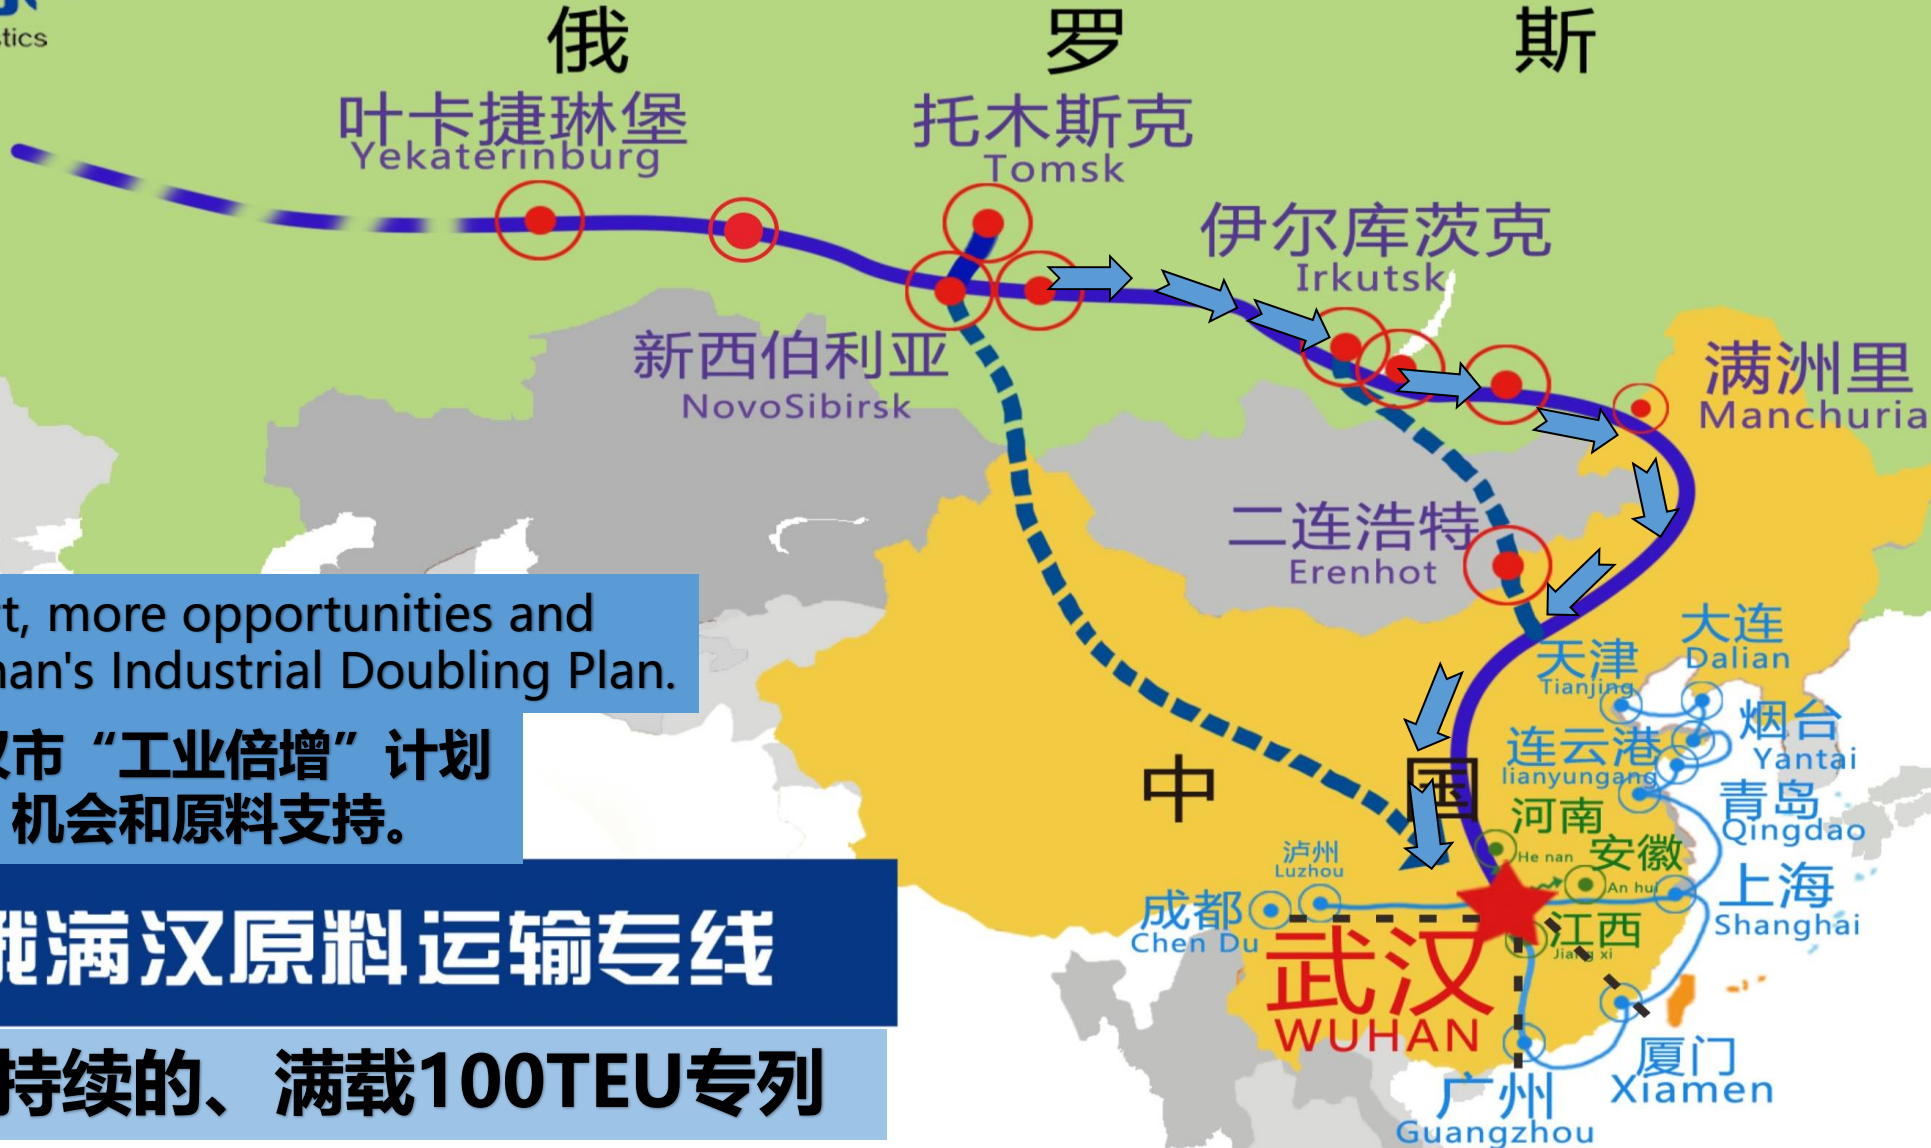 tics
俄 罗 斯
叶卡捷琳堡
Yekaterinburg
托木斯克
Tomsk
伊尔库茨克
Irkutsk
新西伯利亚
NovoSibirsk
满洲里
Manchuria
二连浩特
Erenhot
t, more opportunities and
nan's Industrial Doubling Plan.
汉市“工业倍增”计划
机会和原料支持。
俄满汉原料运输专线
持续的、满载100TEU专列
中 国
天津
Tianjing
大连
Dalian
烟台
Yantai
连云港
lianyungang
青岛
Qingdao
河南
He nan
安徽
An hui
上海
Shanghai
泸州
Luzhou
成都
Chen Du
武汉
WUHAN
江西
Jiang xi
厦门
Xiamen
广州
Guangzhou